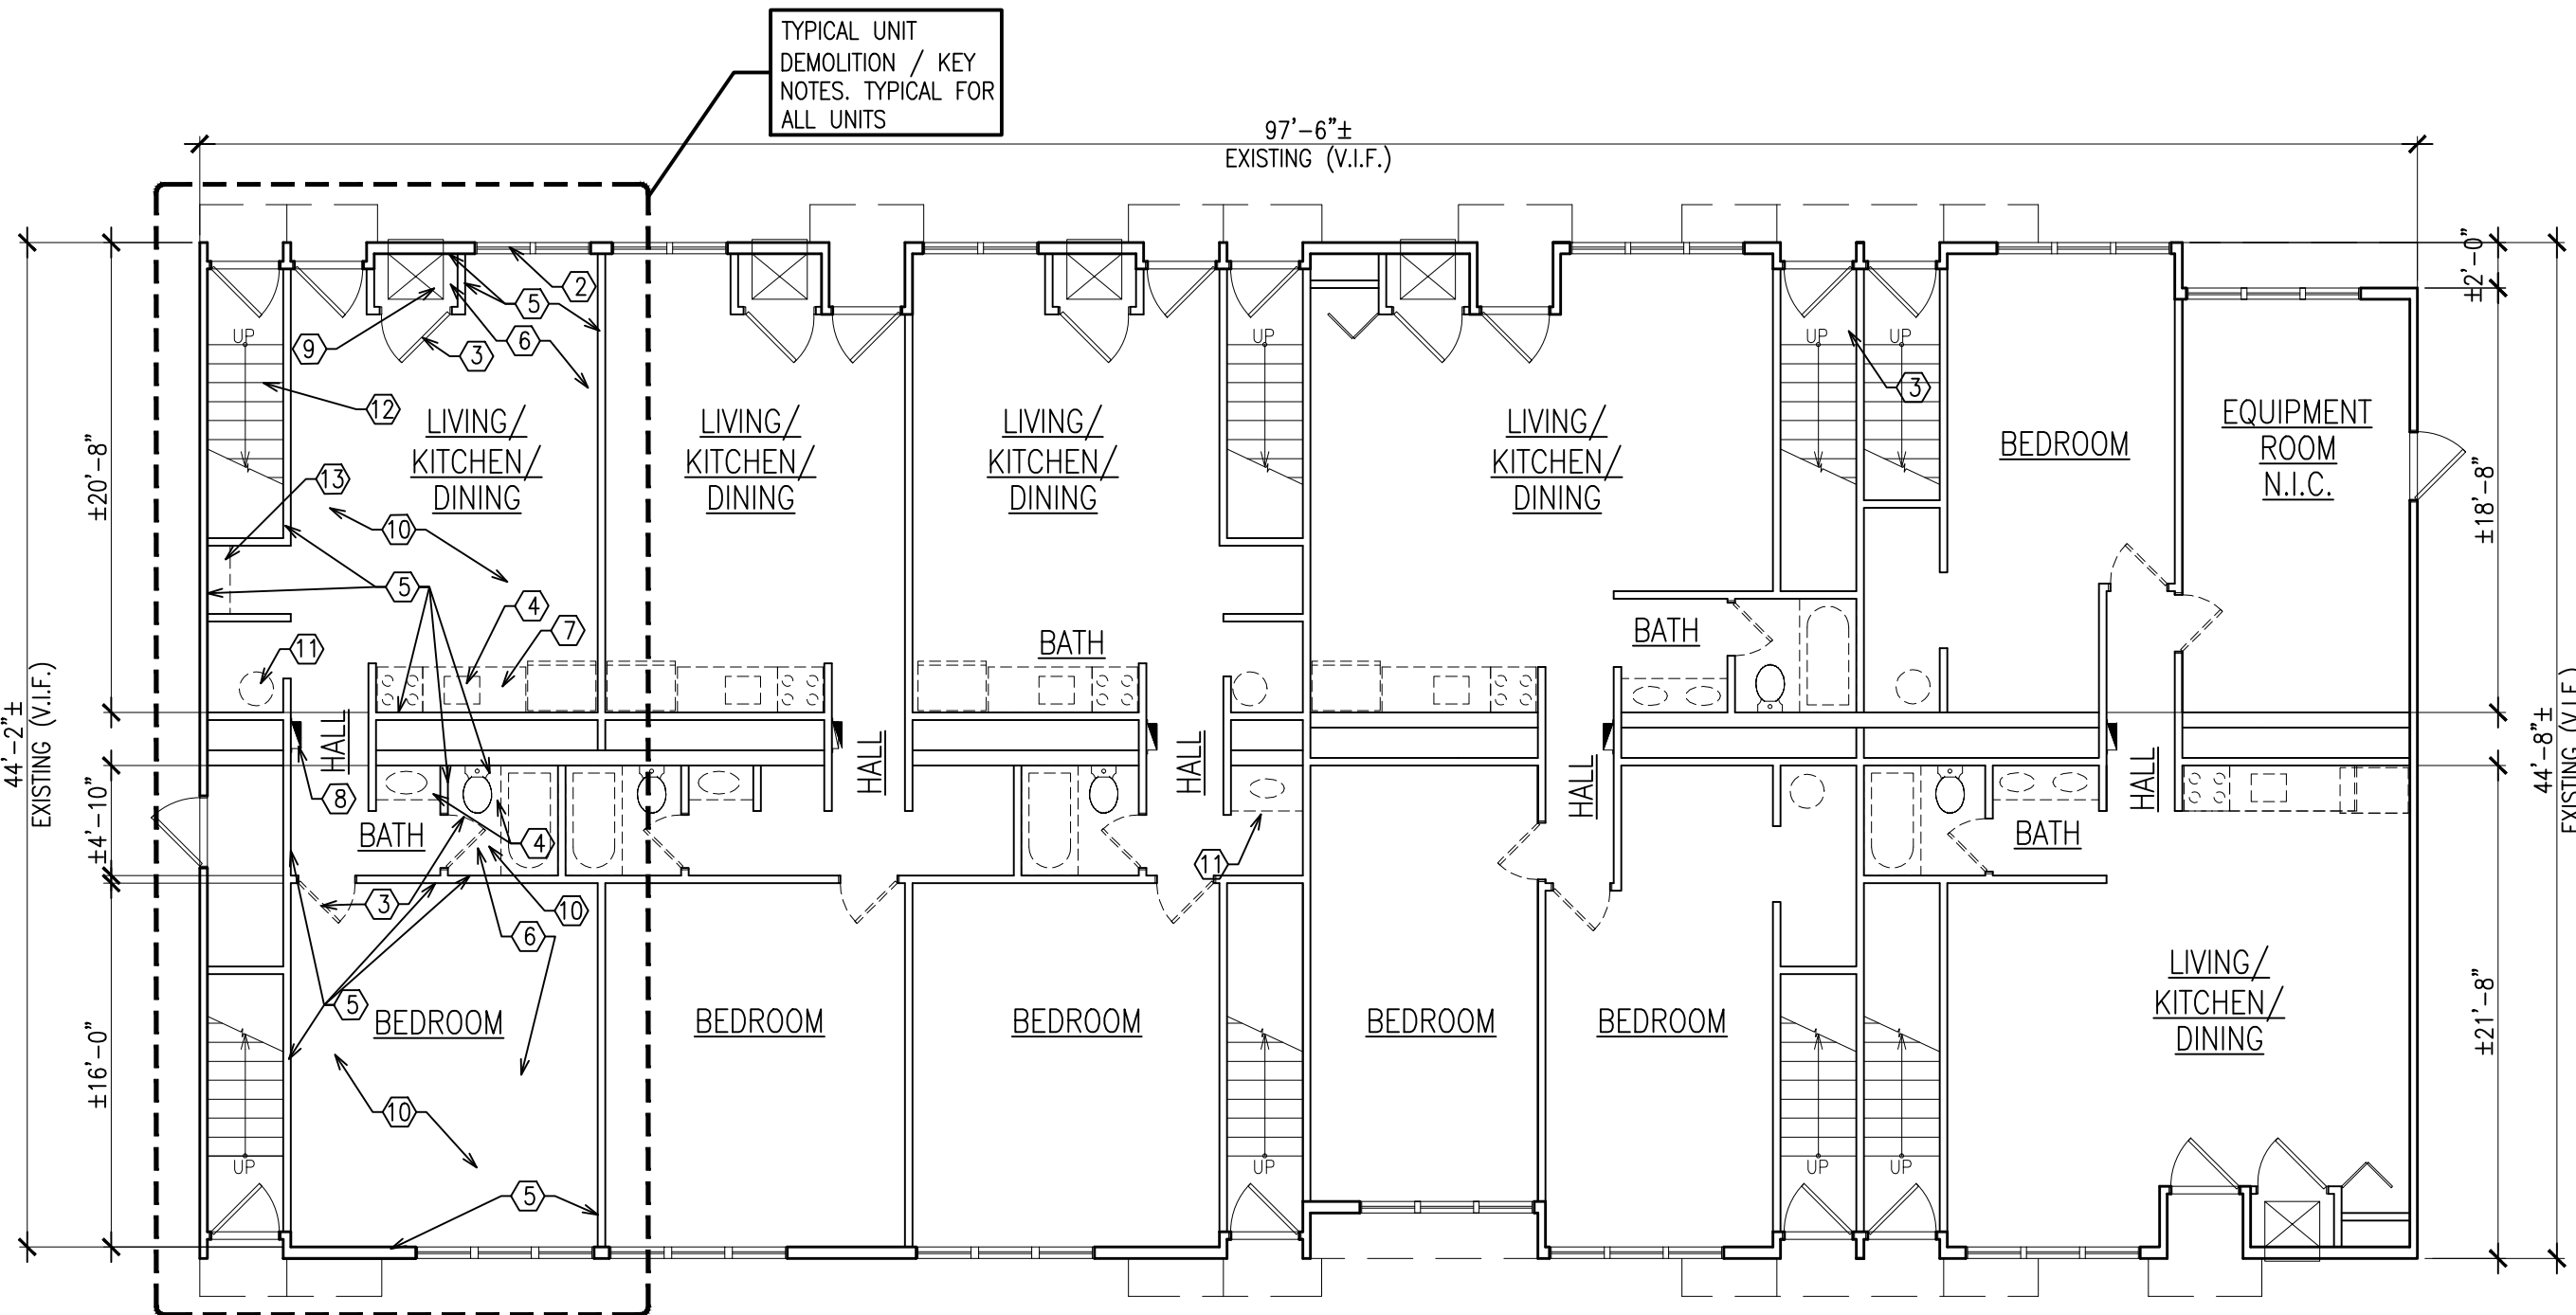 TYPICAL UNIT
DEMOLITION / KEY
NOTES. TYPICAL FOR
ALL UNITS
97'-6"±
EXISTING (V.I.F.)
±2'-0"
2
5
6
9
3
UP
UP
UP
UP
12
3
LIVING/
KITCHEN/
DINING
LIVING/
KITCHEN/
DINING
LIVING/
KITCHEN/
DINING
LIVING/
KITCHEN/
DINING
BEDROOM
EQUIPMENT
ROOM
N.I.C.
±20'-8"
±18'-8"
13
10
5
4
7
11
BATH
BATH
44'-2"±
EXISTING (V.I.F.)
44'-8"±
EXISTING (V.I.F.)
HALL
HALL
HALL
HALL
HALL
8
±4'-10"
BATH
4
11
BATH
3
10
6
5
BEDROOM
BEDROOM
BEDROOM
BEDROOM
BEDROOM
LIVING/
KITCHEN/
DINING
±16'-0"
±21'-8"
10
UP
UP
UP
UP
5